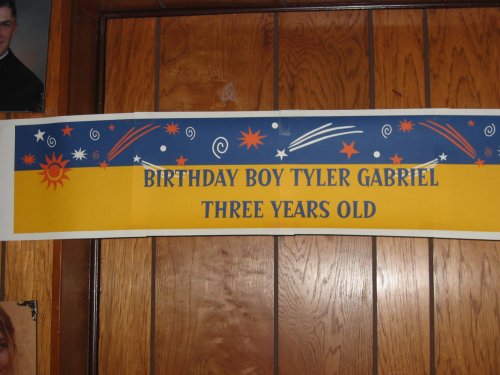 BIRTHDAY BOY TYLER GABRIEL
THREE YEARS OLD